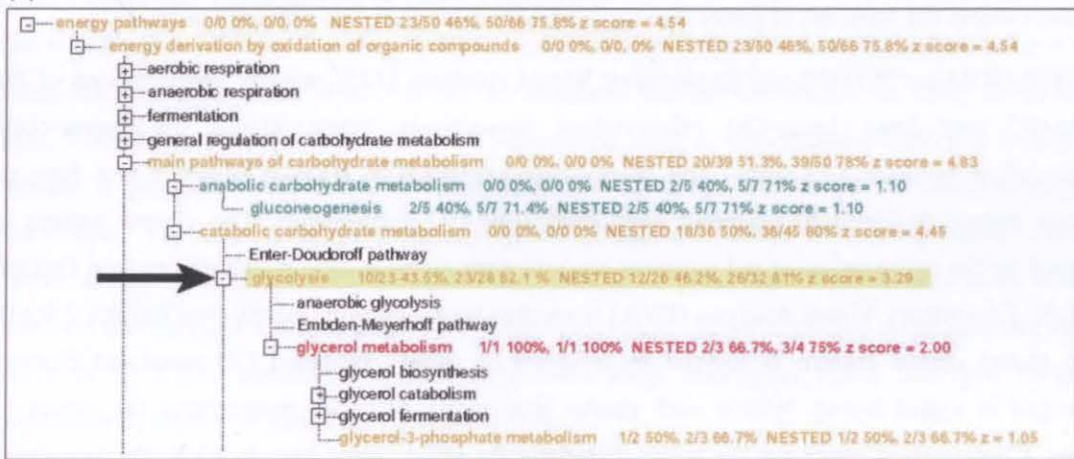 energy pathways 0/0 0%, 0/0, 0% NESTED 23/50 46%, 50/66 75.8% z score = 4.54
energy derivation by oxidation of organic compounds 0/0 0%, 0/0, 0% NESTED 23/50 46%, 50/66 75.8% z score = 4.54
aerobic respiration
anaerobic respiration
fermentation
general regulation of carbohydrate metabolism
main pathways of carbohydrate metabolism 0/0 0%, 0/0 0% NESTED 20/39 51.3%, 39/50 78% z score = 4.83
anabolic carbohydrate metabolism 0/0 0%, 0/0 0% NESTED 2/5 40%, 5/7 71% z score = 1.10
gluconeogenesis 2/5 40%, 5/7 71.4% NESTED 2/5 40%, 5/7 71% z score = 1.10
catabolic carbohydrate metabolism 0/0 0%, 0/0 0% NESTED 18/36 50%, 36/45 80% z score = 4.45
Enter-Doudoroff pathway
glycolysis 10/23 43.5%, 23/28 82.1 % NESTED 12/26 46.2%, 26/32 81% z score = 3.29
anaerobic glycolysis
Embden-Meyerhoff pathway
glycerol metabolism 1/1 100%, 1/1 100% NESTED 2/3 66.7%, 3/4 75% z score = 2.00
glycerol biosynthesis
glycerol catabolism
glycerol fermentation
glycerol-3-phosphate metabolism 1/2 50%, 2/3 66.7% NESTED 1/2 50%, 2/3 66.7% z = 1.05